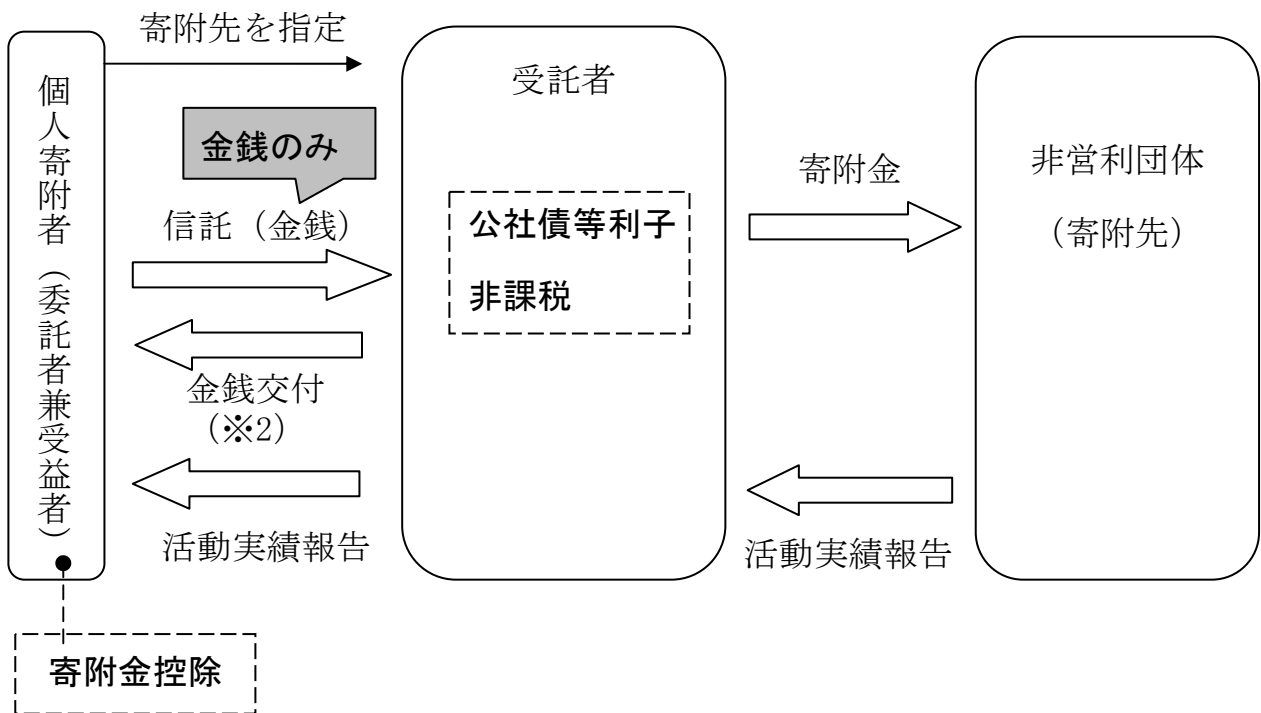 寄附先を指定
個人寄附者（委託者兼受益者）
金銭のみ
信託（金銭）
金銭交付
（※2）
活動実績報告
寄附金控除
受託者
公社債等利子
非課税
寄附金
活動実績報告
非営利団体
（寄附先）